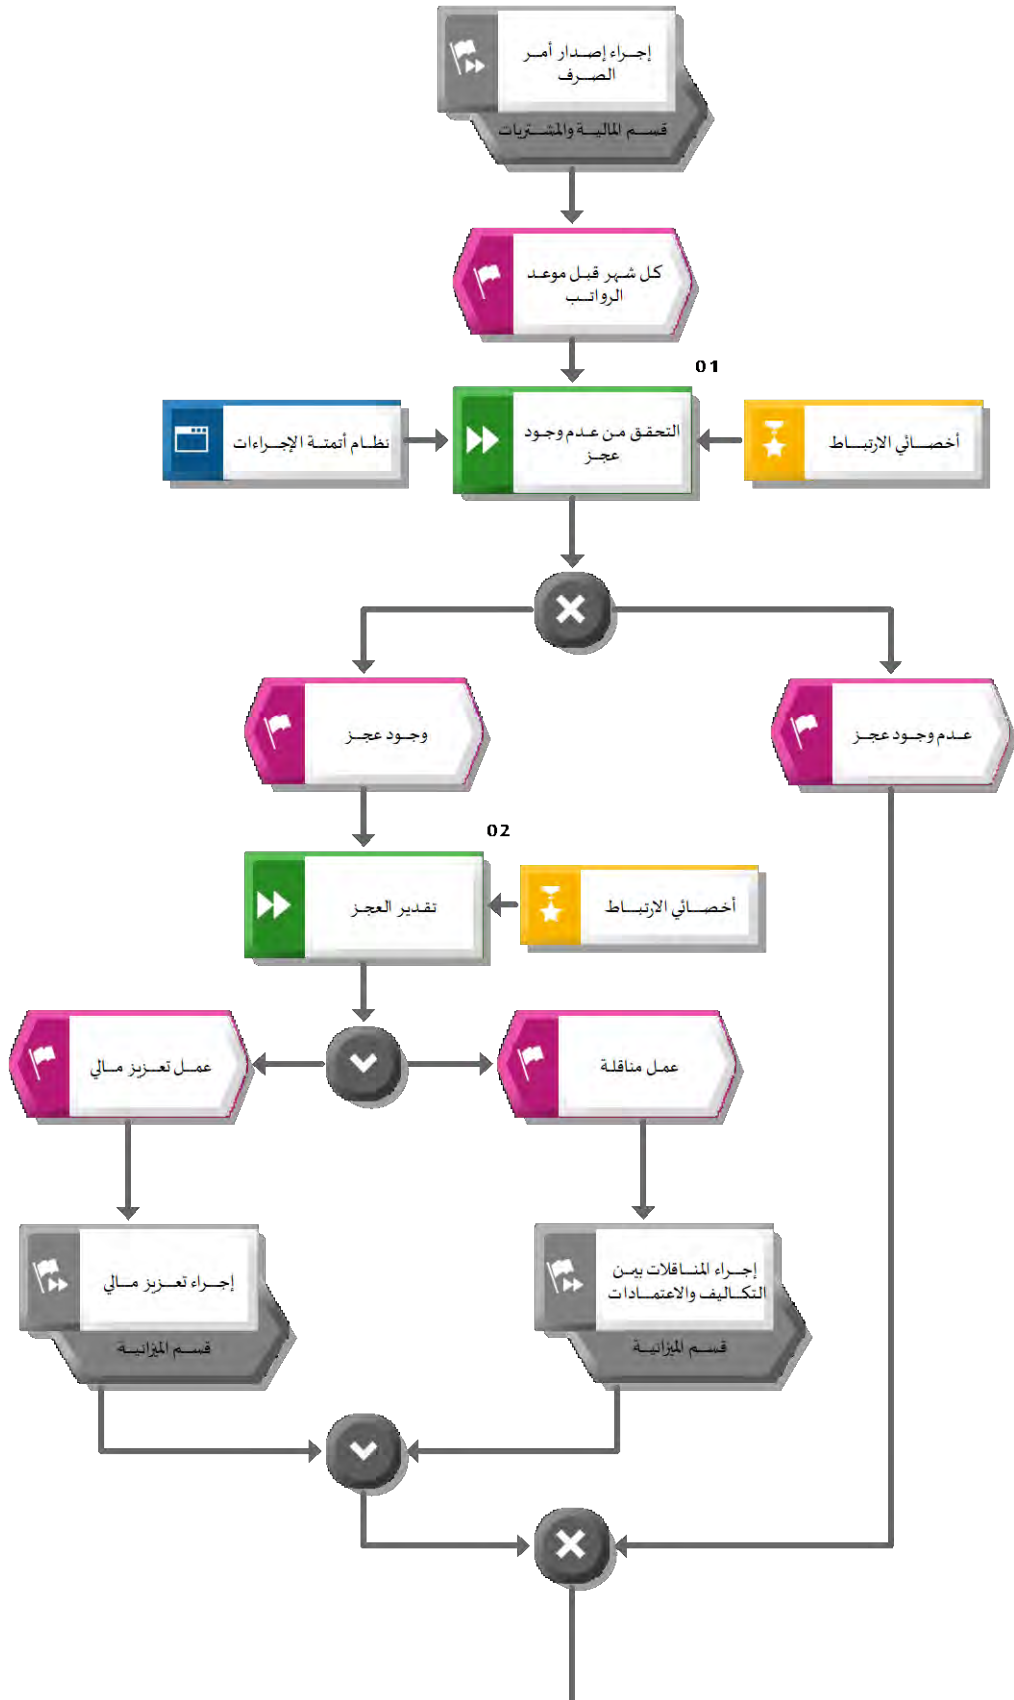 إجراء إصدار أمر
الصرف
قسم المالية والمشتريات
كل شهر قبل موعد
الرواتب
01
أخصائي الارتباط
التحقق من عدم وجود
عجز
نظام أتمتة الإجراءات
عدم وجود عجز
وجود عجز
02
أخصائي الارتباط
تقدير العجز
عمل مناقلة
عمل تعزيز مالي
إجراء المناقلات بين
التكاليف والاعتمادات
قسم الميزانية
إجراء تعزيز مالي
قسم الميزانية